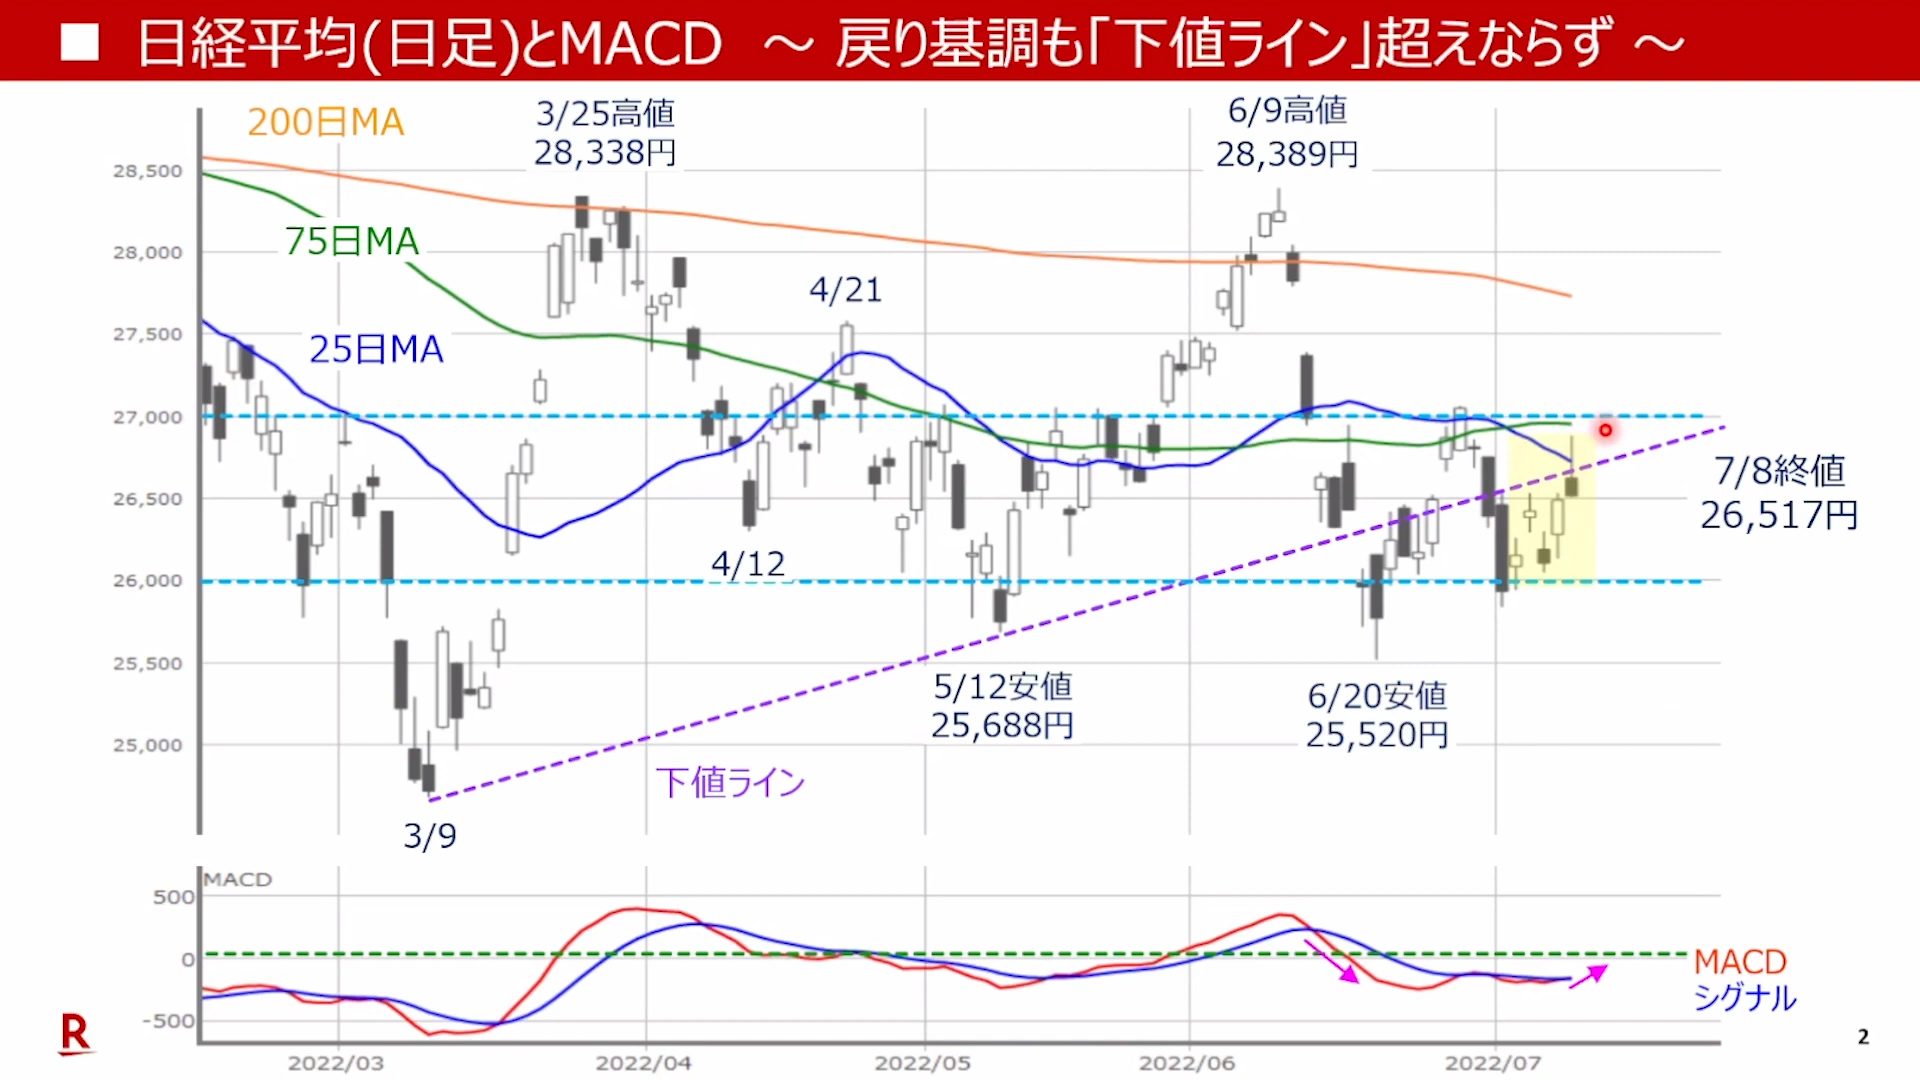 ■ 日経平均(日足)とMACD ～ 戻り基調も「下値ライン」超えならず ～
200日MA
3/25高値
28,338円
6/9高値
28,389円
28,500
75日MA
28,000
4/21
27,500
25日MA
27,000
7/8終値
26,517円
26,500
4/12
26,000
25,500
5/12安値
25,688円
6/20安値
25,520円
25,000
下値ライン
3/9
MACD
500
0
-500
MACD
シグナル
R
2022/03
2022/04
2022/05
2022/06
2022/07
2